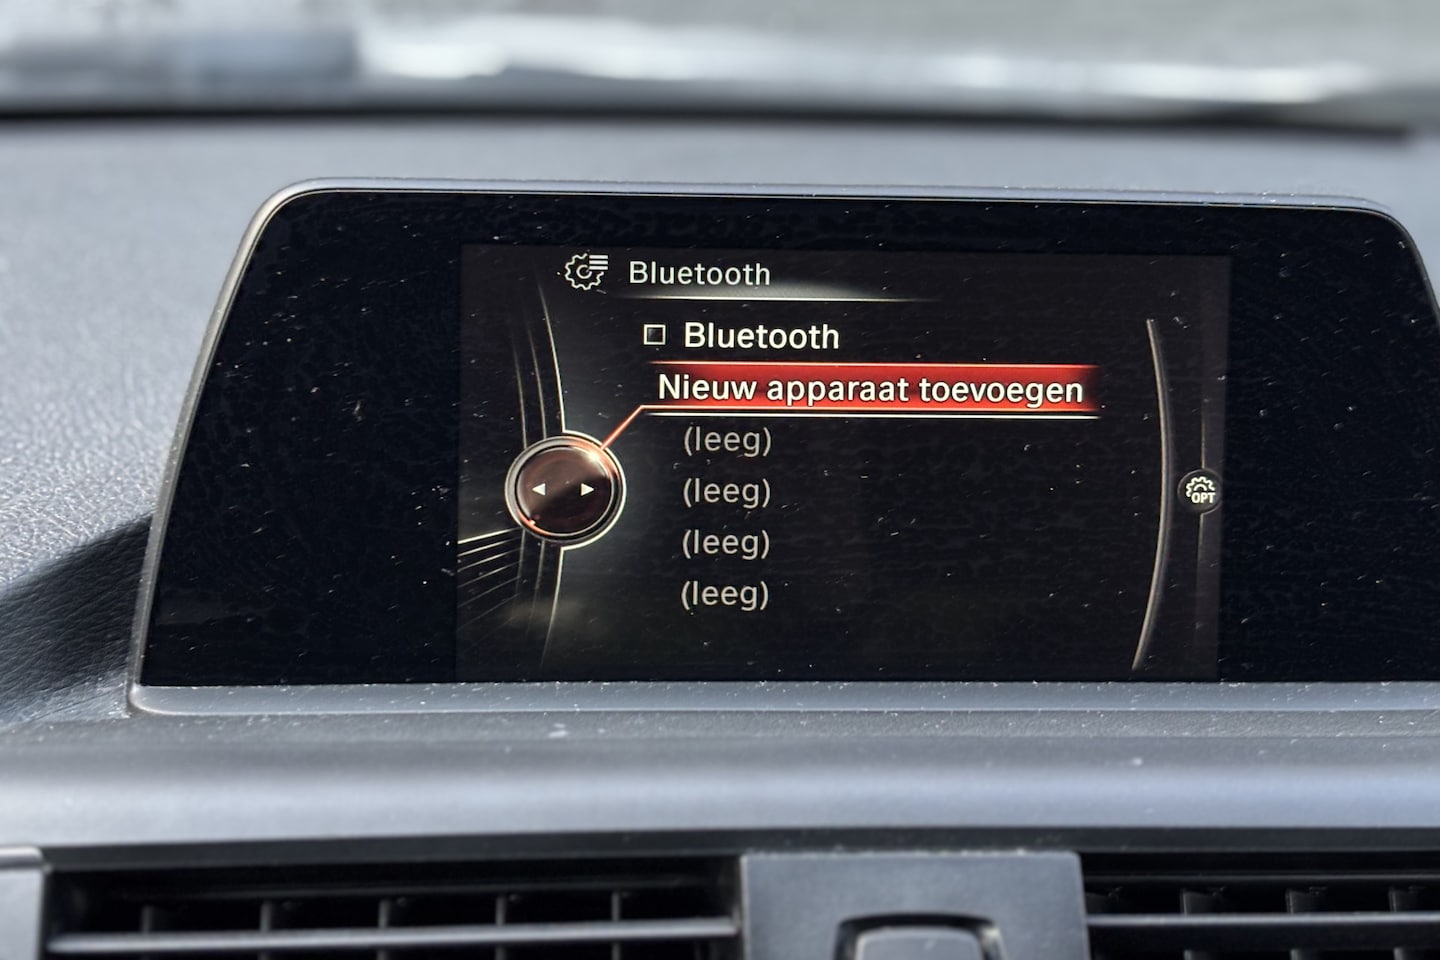 Bluetooth
Bluetooth
Nieuw apparaat toevoegen
(leeg)
(leeg)
(leeg)
(leeg)
OPT